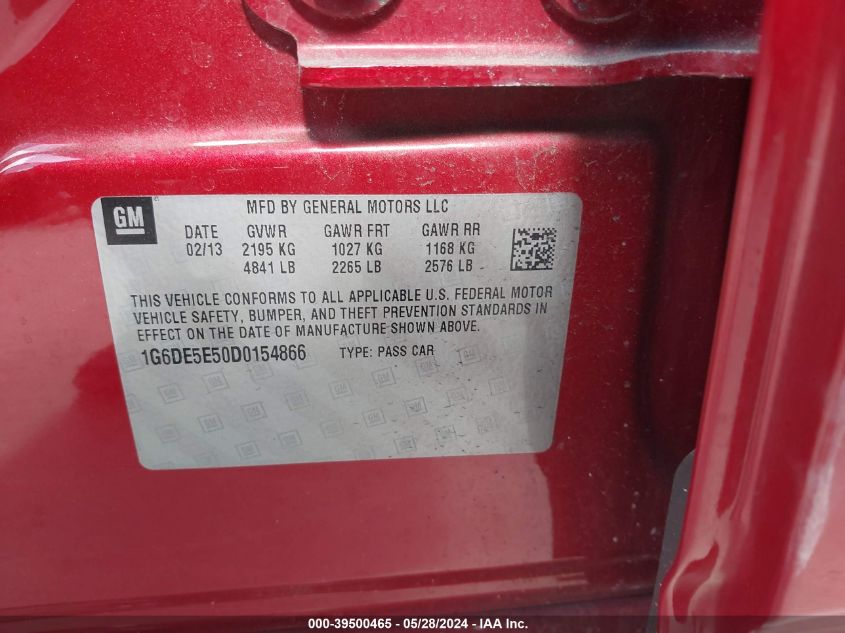 GM
MFD BY GENERAL MOTORS LLC
DATE GVWR GAWR FRT GAWR RR
02/13 2195 KG 1027 KG 1168 KG
4841 LB 2265 LB 2576 LB
THIS VEHICLE CONFORMS TO ALL APPLICABLE U.S. FEDERAL MOTOR
VEHICLE SAFETY, BUMPER, AND THEFT PREVENTION STANDARDS IN
EFFECT ON THE DATE OF MANUFACTURE SHOWN ABOVE.
1G6DE5E50D0154866 TYPE: PASS CAR
000-39500465 - 05/28/2024 - IAA Inc.